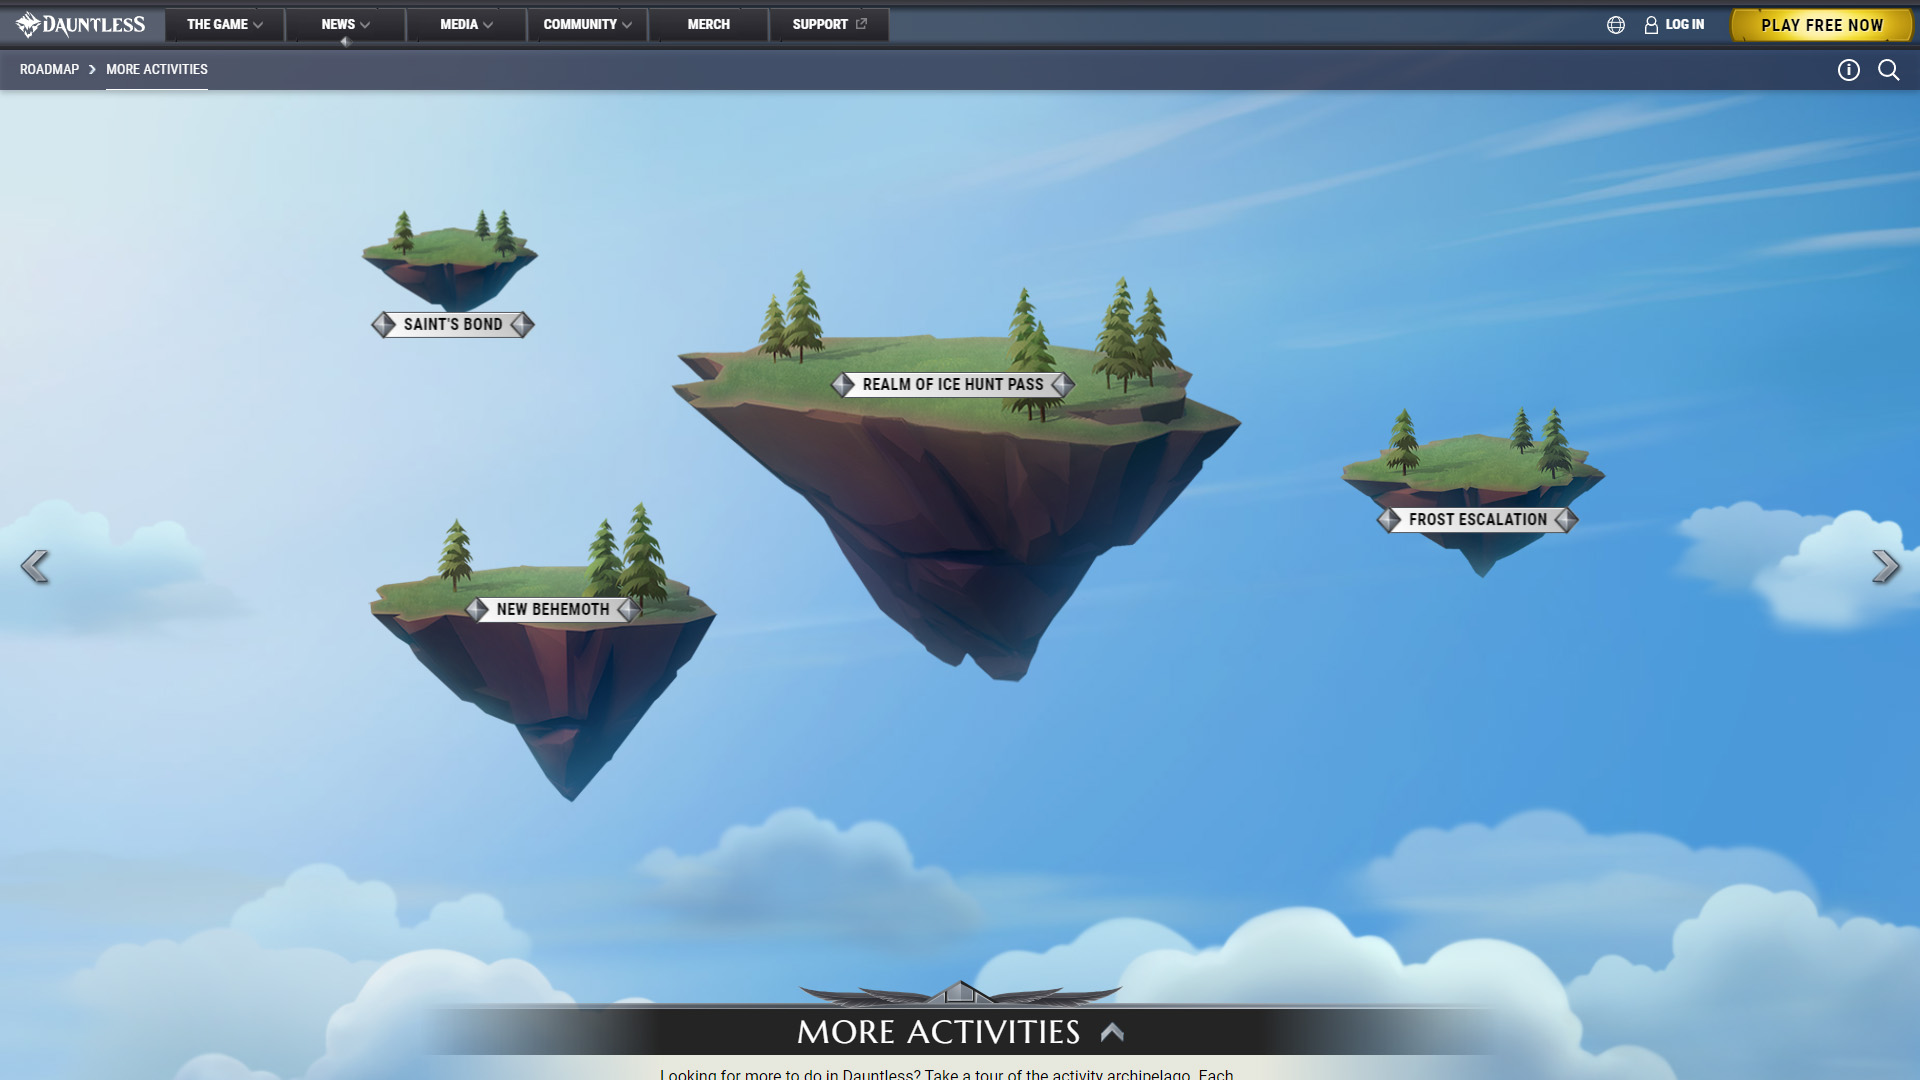 DAUNTLESS
THE GAME
NEWS
MEDIA
COMMUNITY
MERCH
SUPPORT
LOG IN
PLAY FREE NOW
ROADMAP
MORE ACTIVITIES
SAINT'S BOND
REALM OF ICE HUNT PASS
FROST ESCALATION
NEW BEHEMOTH
MORE ACTIVITIES
Looking for more to do in Dauntless? Take a tour of the activity archipelago. Each